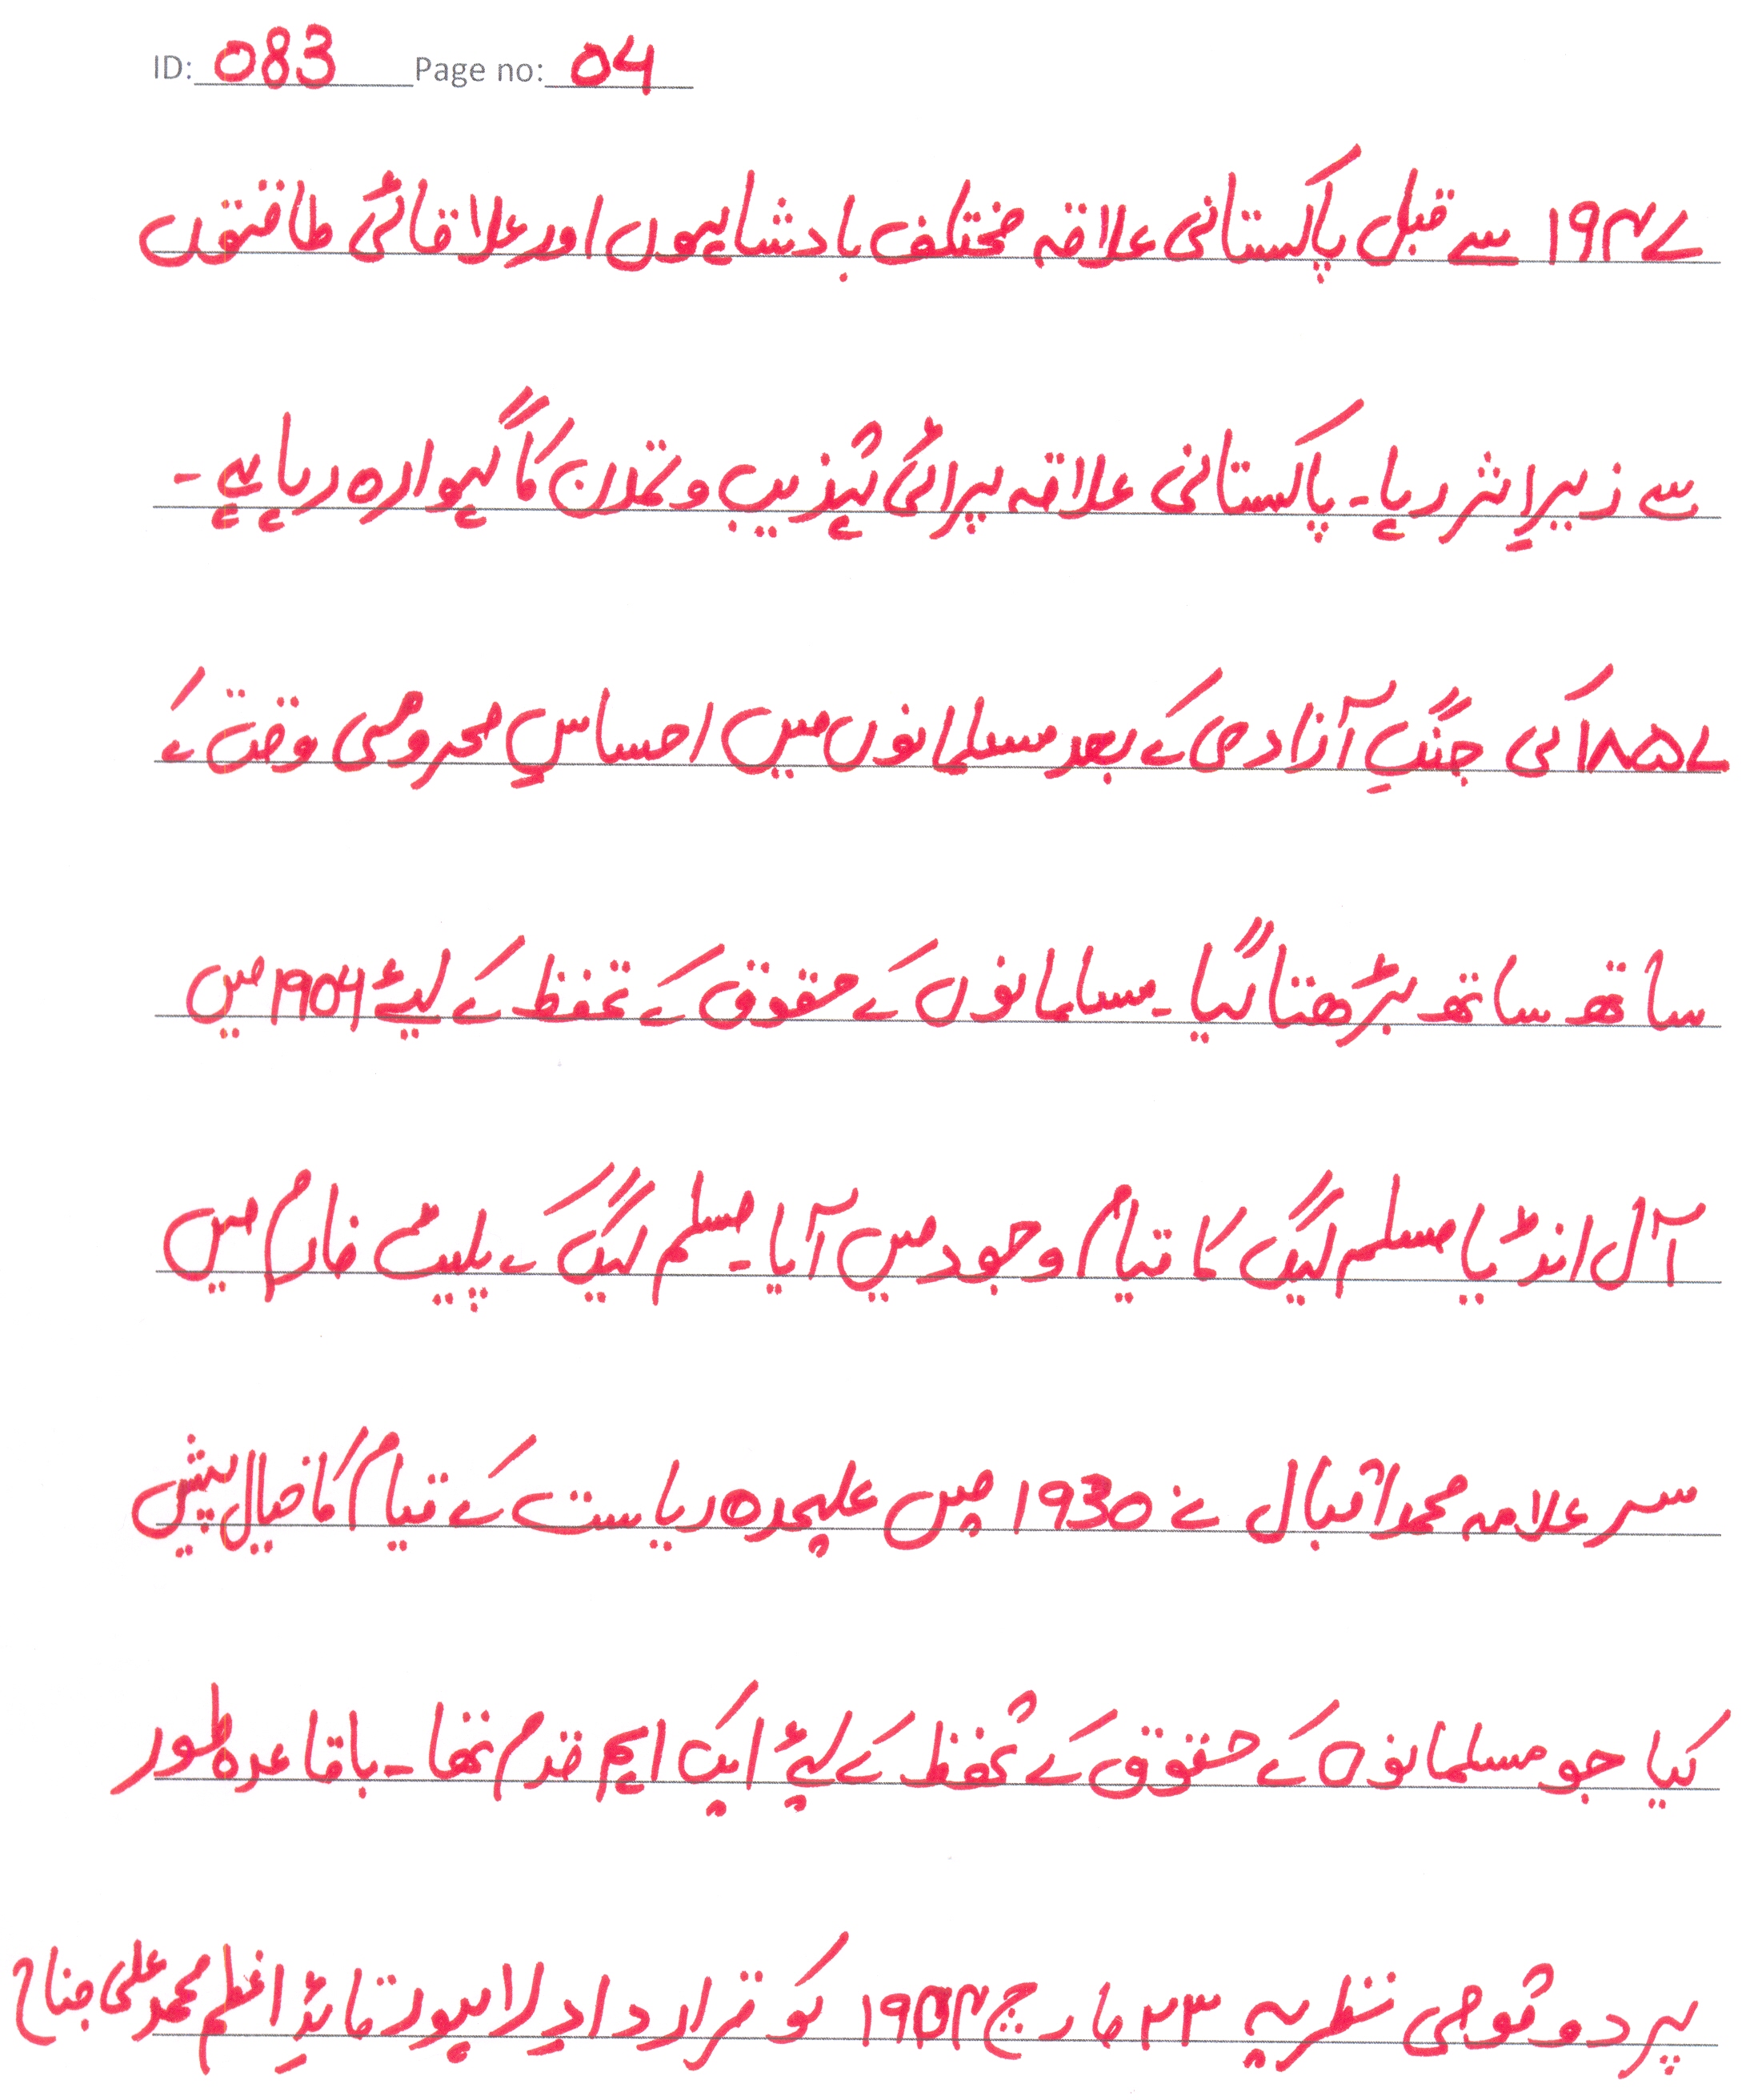 ID: 083 Page no: 04
۱۹۴۷ سے قبل پاکستانی علاقہ مختلف بادشاہوں اور علاقائی طاقتوں
سے زیرِ اثر رہا۔ پاکستانی علاقہ پرائی تہذیب و تمدن کا گہوارہ رہا ہے۔
۱۸۵۷ کی جنگِ آزادی کے بعد مسلمانوں میں احساسِ محرومی وقت کے
ساتھ ساتھ بڑھتا گیا۔ مسلمانوں کے حقوق کے تحفظ کے لیئے ۱۹۰۶ میں
آل انڈیا مسلم لیگ کا قیام وجود میں آیا۔ مسلم لیگ کے پلیٹ فارم میں
سر علامہ محمد اقبال نے 1930 میں علیحدہ ریاست کے قیام کا خیال پیش
کیا جو مسلمانوں کے حقوق کے تحفظ کے لیئے ایک اہم قدم تھا۔ باقاعدہ طور
پر دو قومی نظریہ ۲۳ مارچ کو قرار دادِ لاہور قائدِ اعظم محمد علی جناح